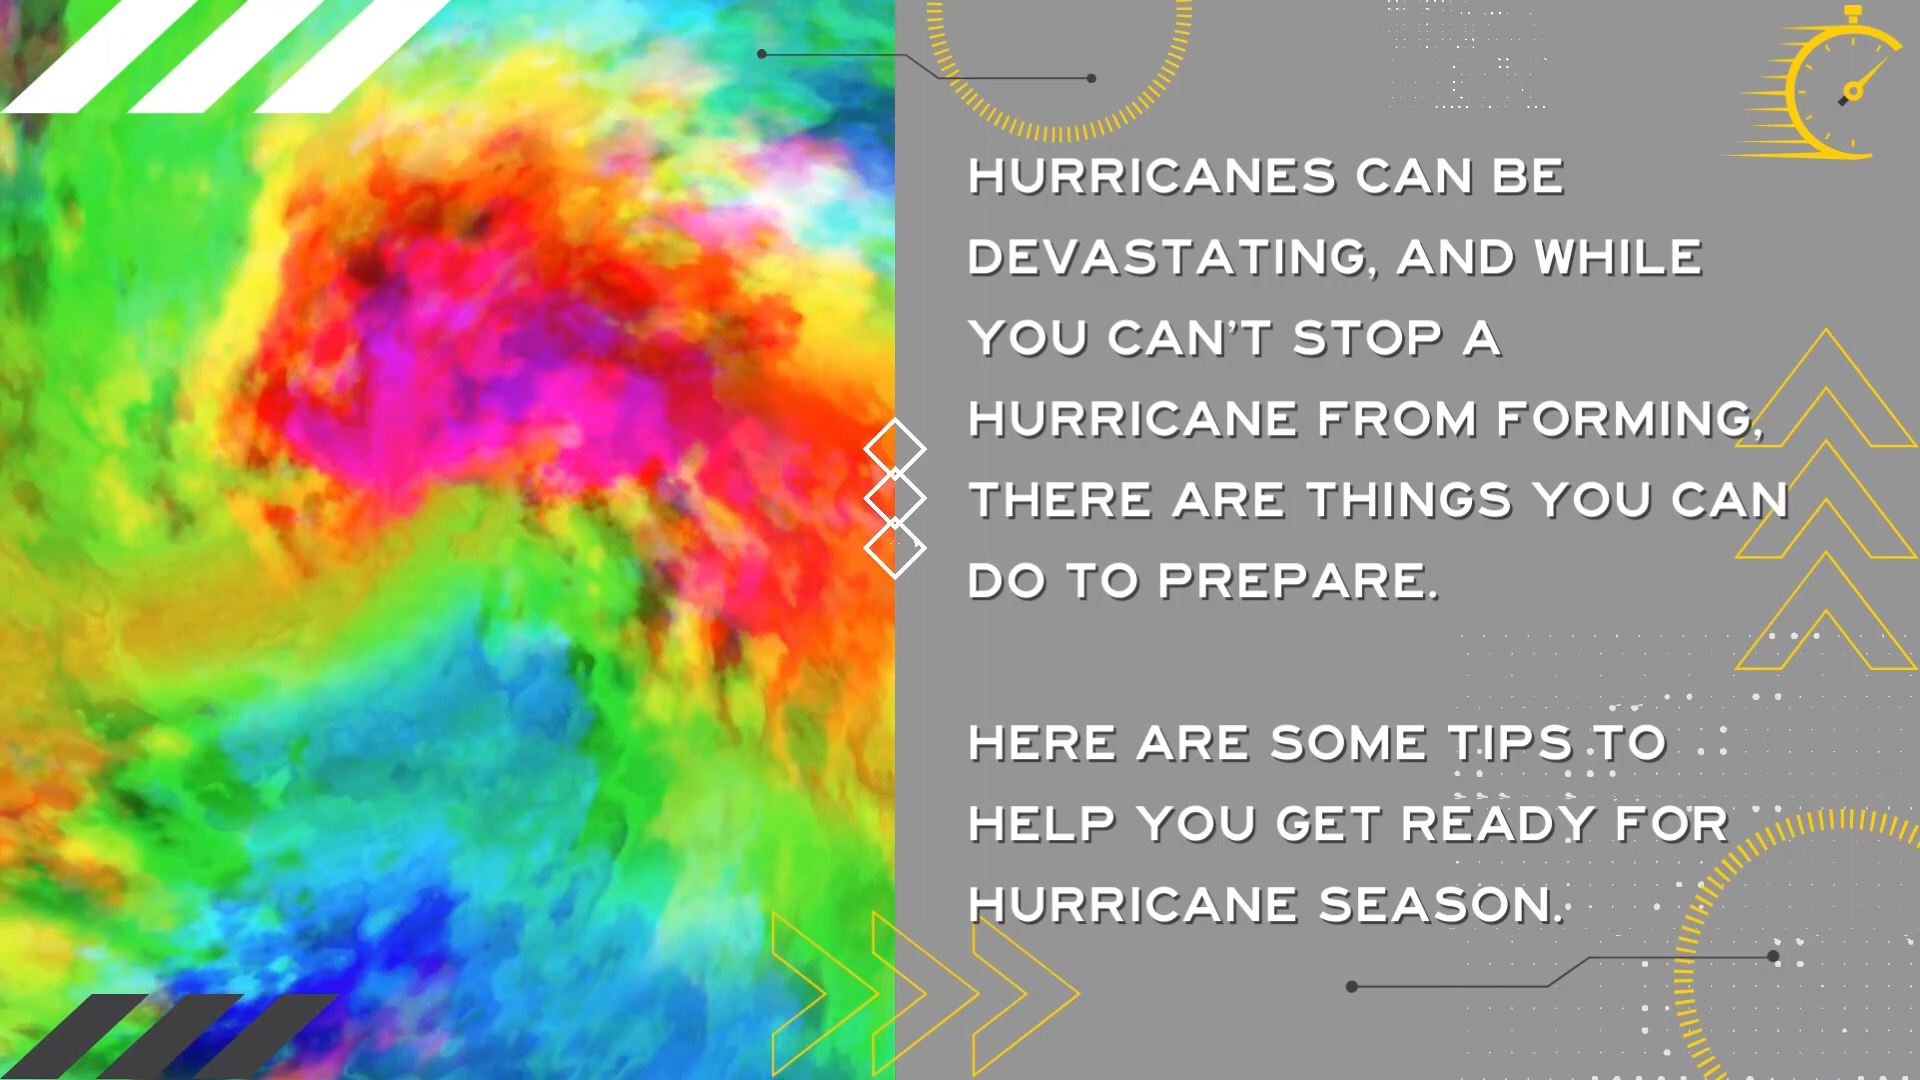 HURRICANES CAN BE
DEVASTATING, AND WHILE
YOU CAN'T STOP A
HURRICANE FROM FORMING,
THERE ARE THINGS YOU CAN
DO TO PREPARE.
HERE ARE SOME TIPS TO
HELP YOU GET READY FOR
HURRICANE SEASON.